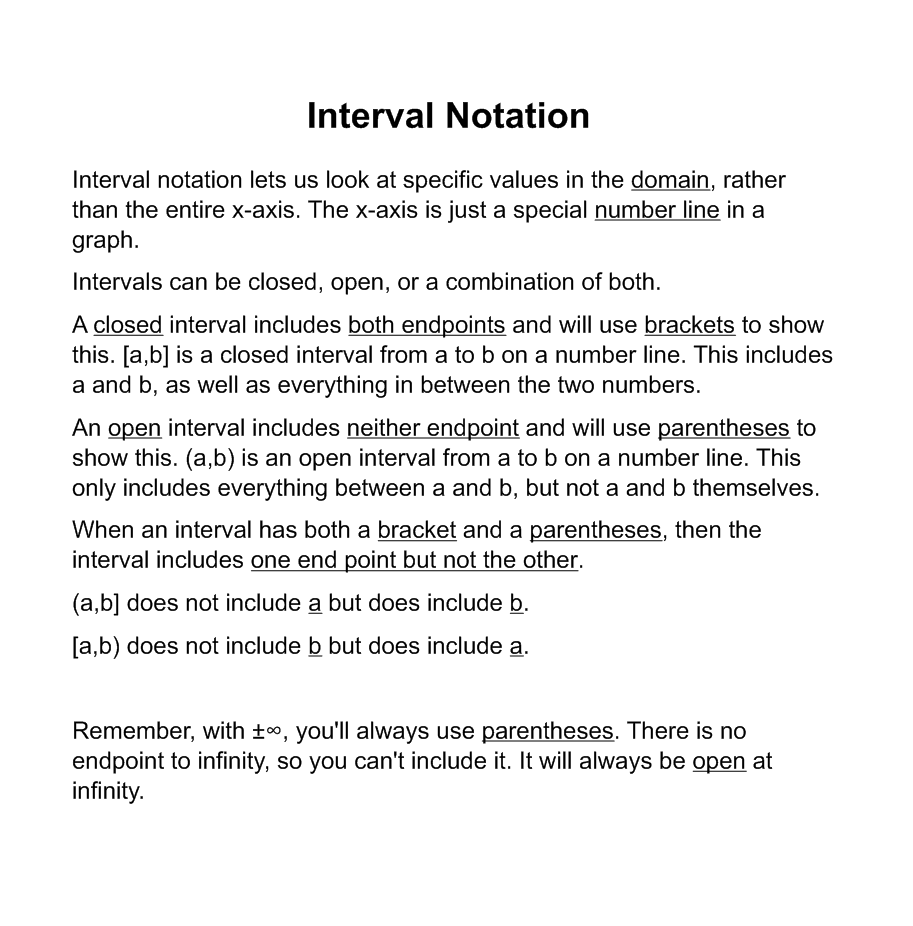 Interval Notation
Interval notation lets us look at specific values in the domain, rather
than the entire x-axis. The x-axis is just a special number line in a
graph.
Intervals can be closed, open, or a combination of both.
A closed interval includes both endpoints and will use brackets to show
this. [a,b] is a closed interval from a to b on a number line. This includes
a and b, as well as everything in between the two numbers.
An open interval includes neither endpoint and will use parentheses to
show this. (a,b) is an open interval from a to b on a number line. This
only includes everything between a and b, but not a and b themselves.
When an interval has both a bracket and a parentheses, then the
interval includes one end point but not the other.
(a,b] does not include a but does include b.
[a,b) does not include b but does include a.
Remember, with ±∞, you'll always use parentheses. There is no
endpoint to infinity, so you can't include it. It will always be open at
infinity.